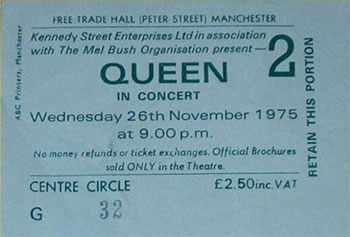 FREE TRADE HALL (PETER STREET) MANCHESTER
Kennedy Street Enterprises Ltd in association
with The Mel Bush Organisation present—
2
QUEEN
IN CONCERT
Wednesday 26th November 1975
at 9.00 p.m.
No money refunds or ticket exchanges. Official Brochures
sold ONLY in the Theatre.
CENTRE CIRCLE £2.50 inc. VAT
G 32
ABC Printers, Manchester
RETAIN THIS PORTION